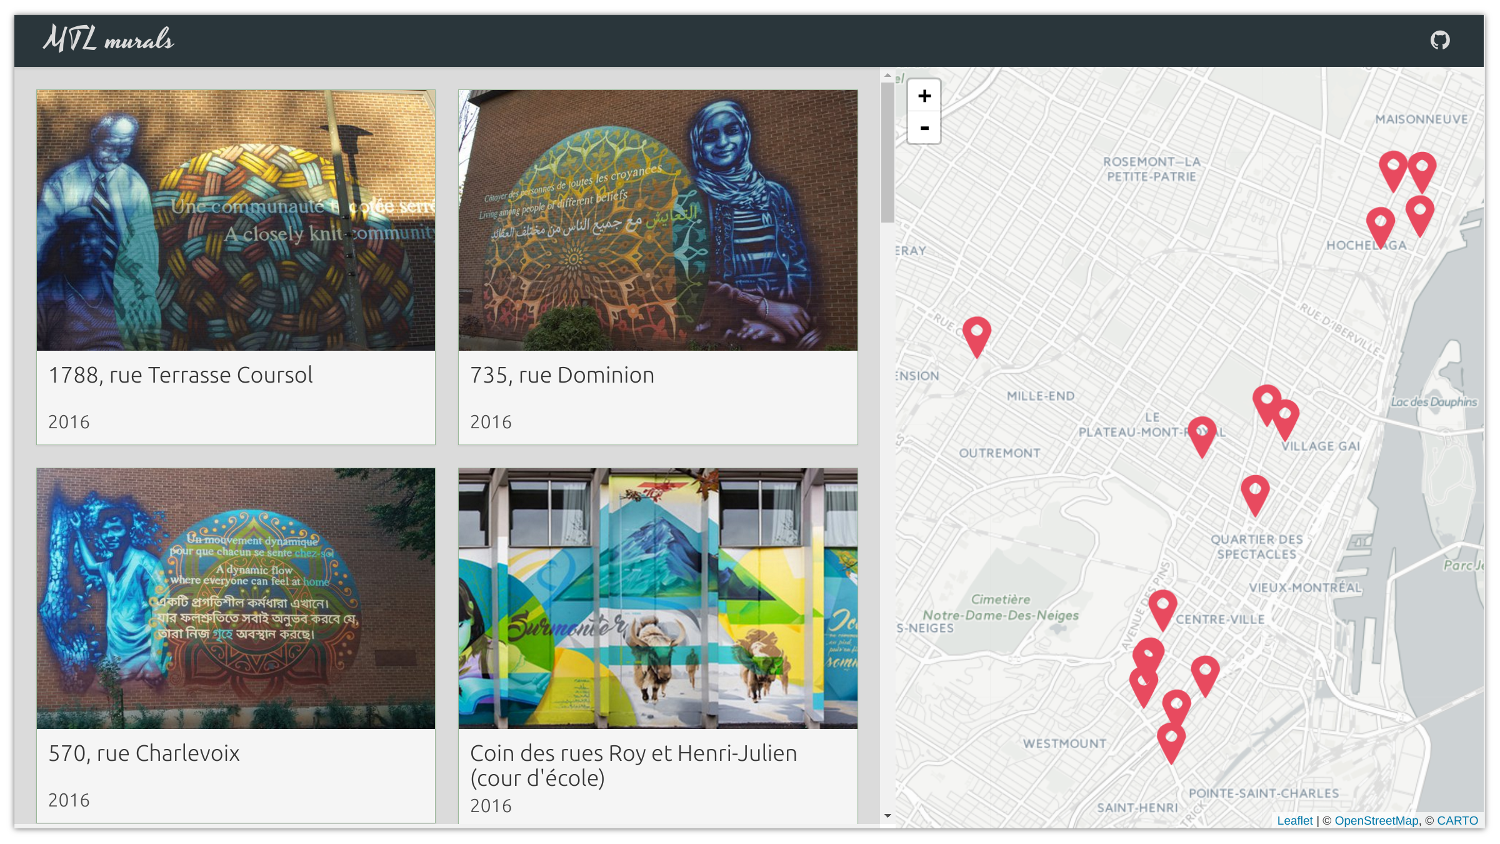 MTL murals
Une communauté tricotée serré
A closely knit community
1788, rue Terrasse Coursol
2016
Côtoyer des personnes de toutes les croyances
Living among people of different beliefs
التعايش مع جميع الناس من مختلف العقائد
735, rue Dominion
2016
Un mouvement dynamique
pour que chacun se sente chez-soi
A dynamic flow
where everyone can feel at home
একটি প্রগতিশীল কর্মধারা এখানে।
যার ফলশ্রুতিতে সবাই অনুভব করবে যে,
তারা নিজ গৃহে অবস্থান করছে।
570, rue Charlevoix
2016
Surmonter
Coin des rues Roy et Henri-Julien
(cour d'école)
2016
+
-
MAISONNEUVE
ROSEMONT—LA
PETITE-PATRIE
HOCHELAGA
ERAY
RUE D'IBERVILLE
RUE
ENSION
MILLE-END
Lac des Dauphins
LE
PLATEAU-MONT-ROYAL
VILLAGE GAI
OUTREMONT
QUARTIER DES
SPECTACLES
Parc Je
VIEUX-MONTRÉAL
AVENUE DES PINS
Cimetière
Notre-Dame-Des-Neiges
CENTRE-VILLE
S-NEIGES
WESTMOUNT
POINTE-SAINT-CHARLES
SAINT-HENRI
Leaflet | © OpenStreetMap, © CARTO